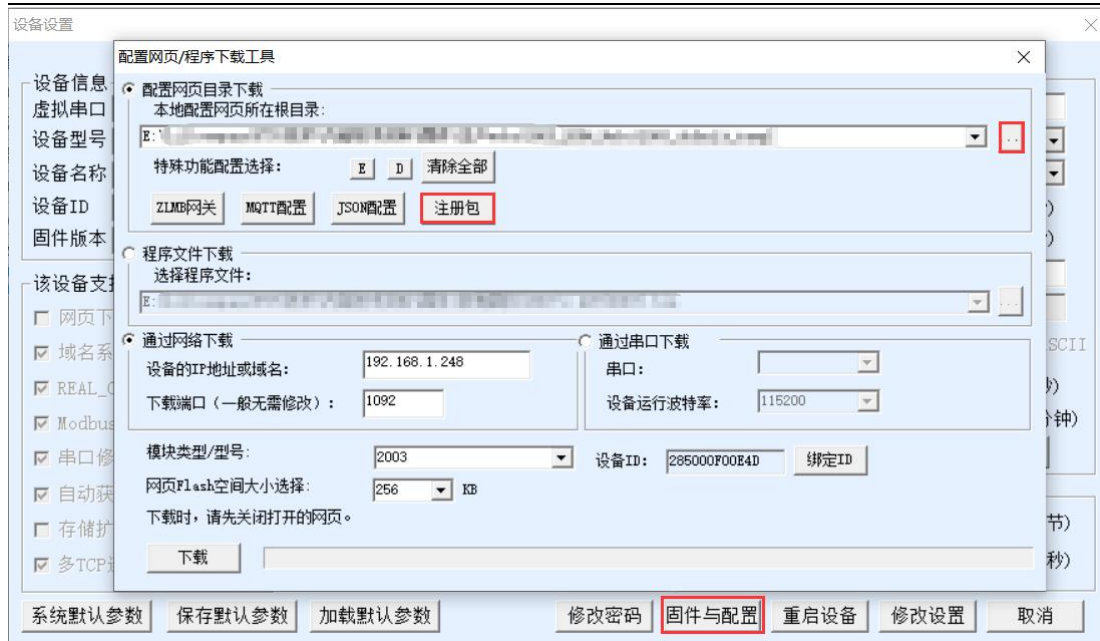 设备设置
配置网页/程序下载工具
设备信息
虚拟串口
设备型号
设备名称
设备ID
固件版本
配置网页目录下载
本地配置网页所在根目录:
E:
...
特殊功能配置选择:
E
D
清除全部
ZLMB网关
MQTT配置
JSON配置
注册包
程序文件下载
选择程序文件:
E:
...
该设备支
网页下
域名系
REAL_
Modbus
串口修
自动获
存储扩
多TCP
通过网络下载
设备的IP地址或域名:
192.168.1.248
下载端口(一般无需修改):
1092
通过串口下载
串口:
设备运行波特率:
115200
SCII
秒)
钟)
节)
秒)
模块类型/型号:
2003
设备ID:
285000F00E4D
绑定ID
网页Flash空间大小选择:
256
KB
下载时,请先关闭打开的网页。
下载
系统默认参数
保存默认参数
加载默认参数
修改密码
固件与配置
重启设备
修改设置
取消